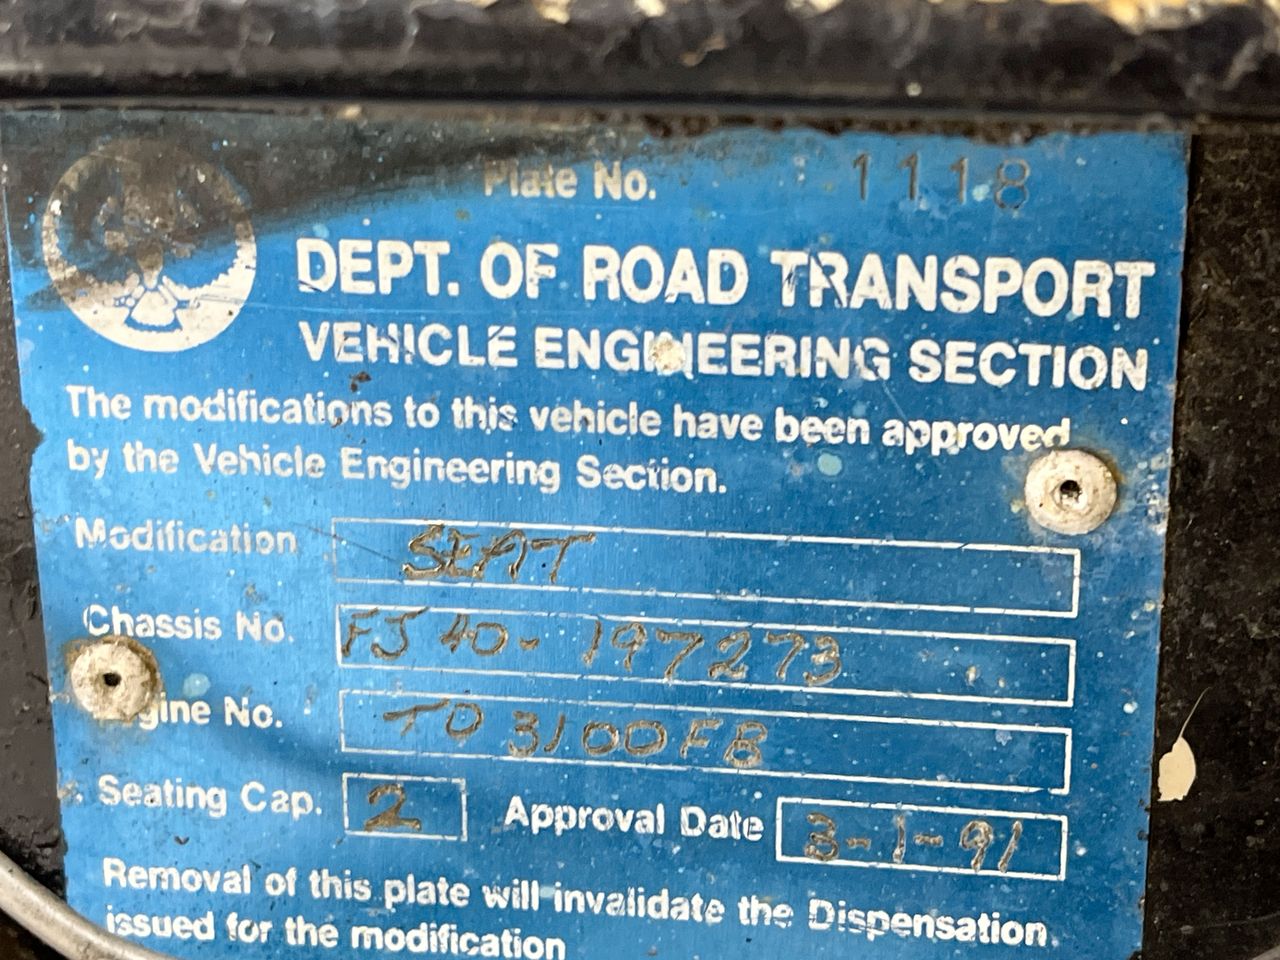 Plate No. 1118
DEPT. OF ROAD TRANSPORT
VEHICLE ENGINEERING SECTION
The modifications to this vehicle have been approved
by the Vehicle Engineering Section.
Modification SEAT
Chassis No. FJ 40-197273
Engine No. TO 3100FB
Seating Cap. 2 Approval Date 3-1-91
Removal of this plate will invalidate the Dispensation
issued for the modification